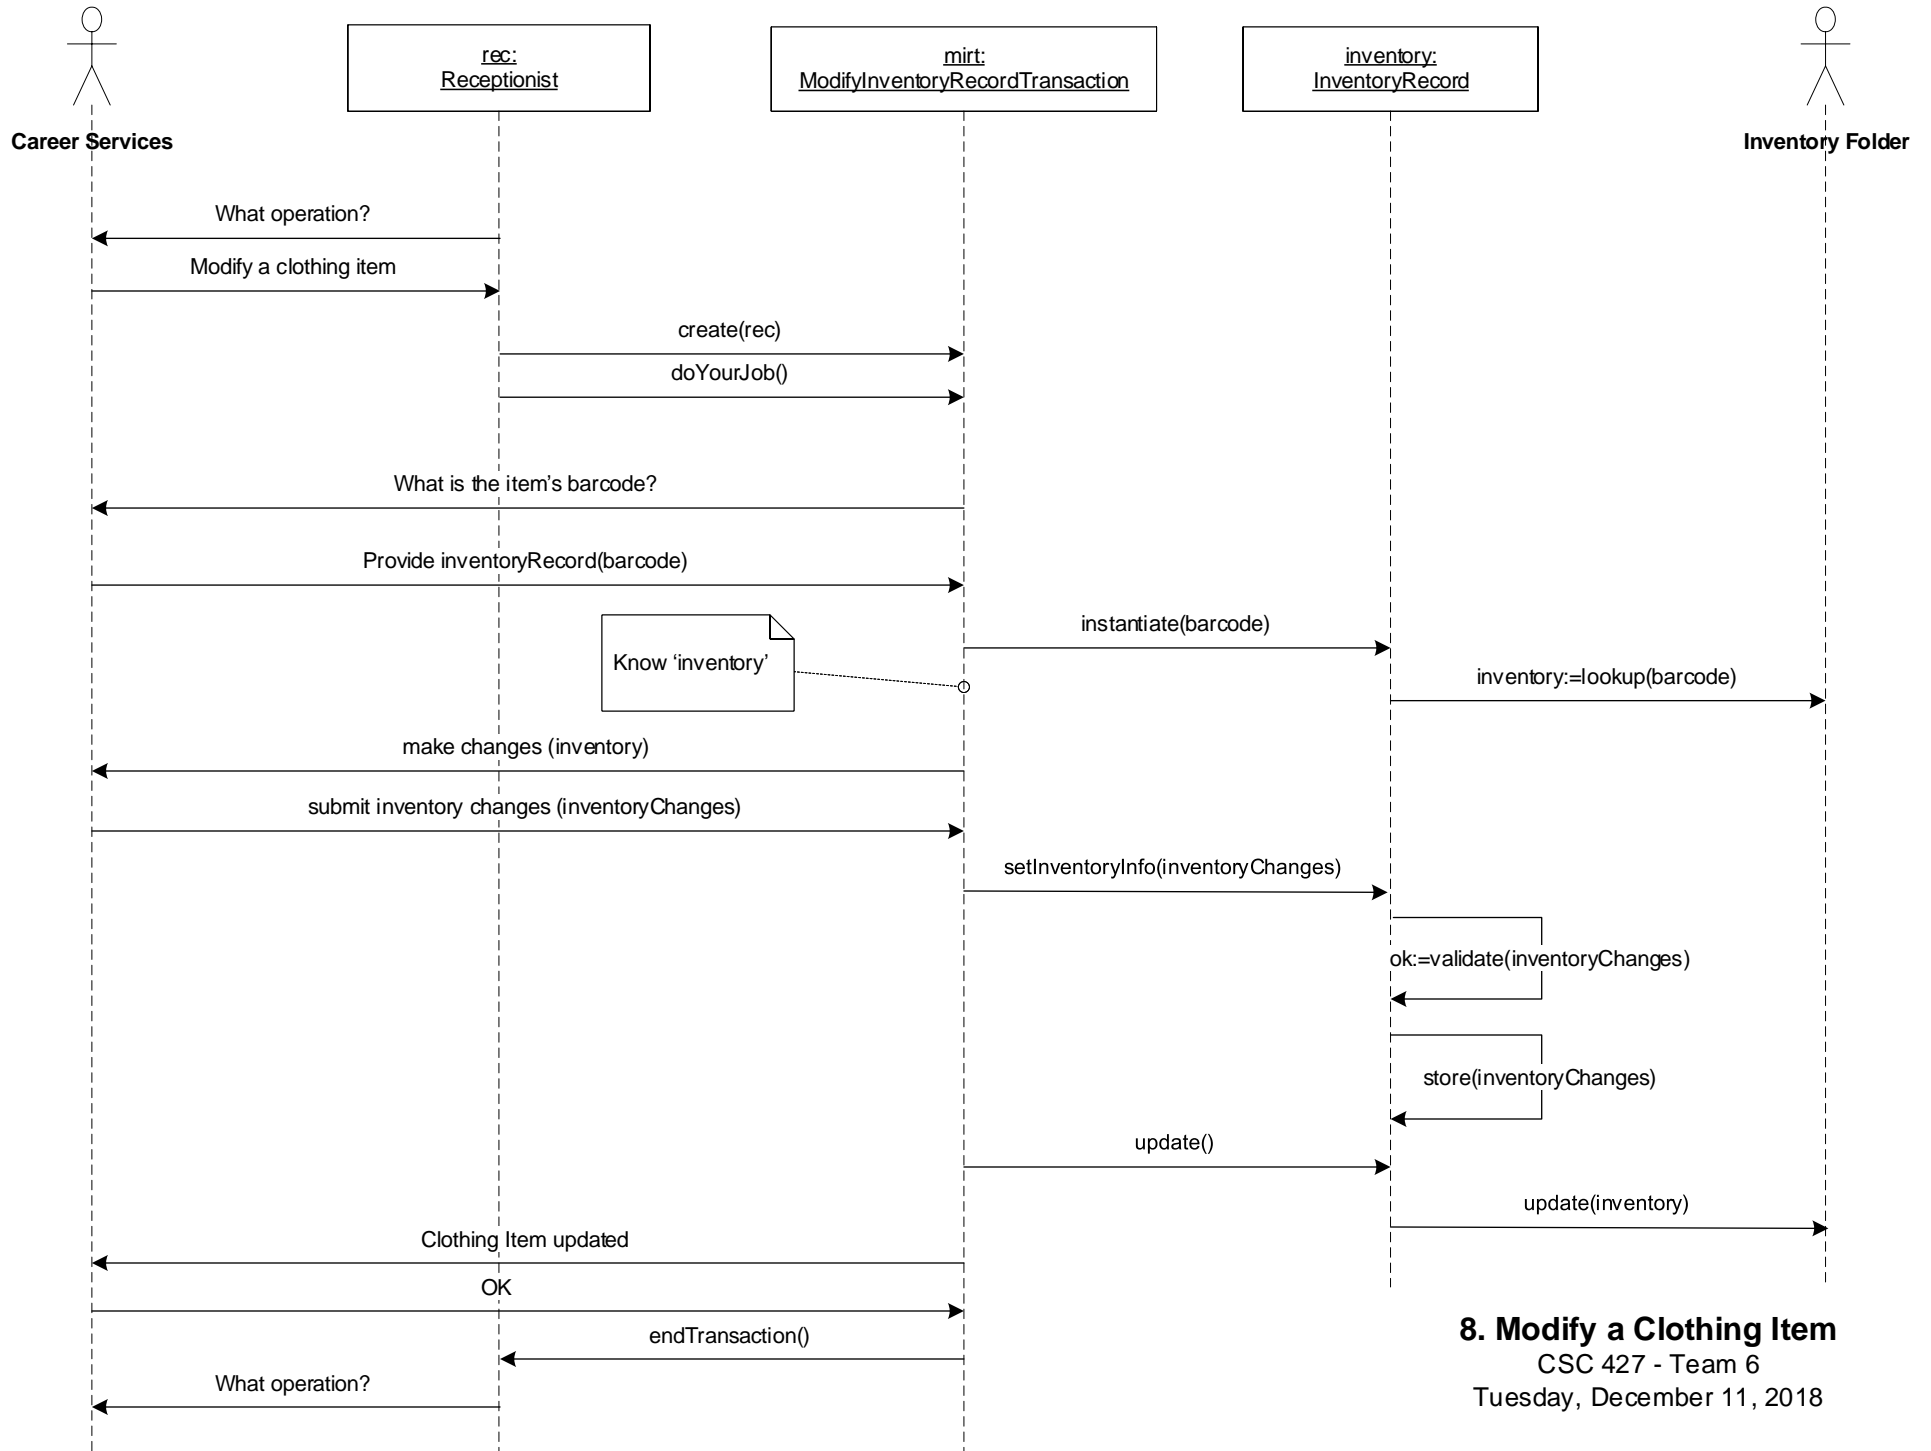 rec:
Receptionist
mirt:
ModifyInventoryRecordTransaction
inventory:
InventoryRecord
Career Services
Inventory Folder
What operation?
Modify a clothing item
create(rec)
doYourJob()
What is the item’s barcode?
Provide inventoryRecord(barcode)
instantiate(barcode)
Know ‘inventory’
inventory:=lookup(barcode)
make changes (inventory)
submit inventory changes (inventoryChanges)
setInventoryInfo(inventoryChanges)
ok:=validate(inventoryChanges)
store(inventoryChanges)
update()
update(inventory)
Clothing Item updated
OK
endTransaction()
What operation?
8. Modify a Clothing Item
CSC 427 - Team 6
Tuesday, December 11, 2018